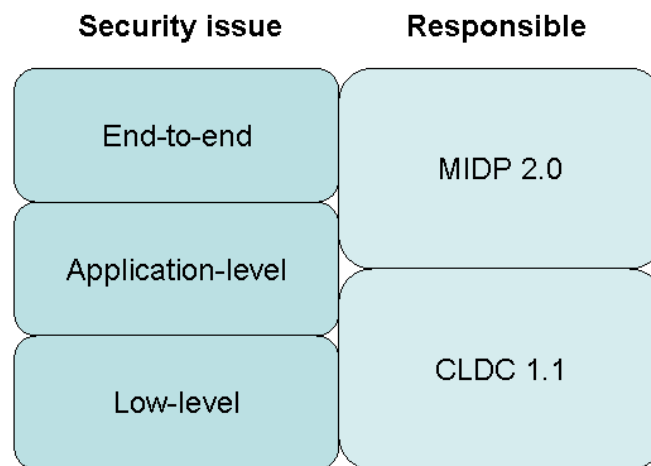 Security issue
Responsible
End-to-end
MIDP 2.0
Application-level
CLDC 1.1
Low-level